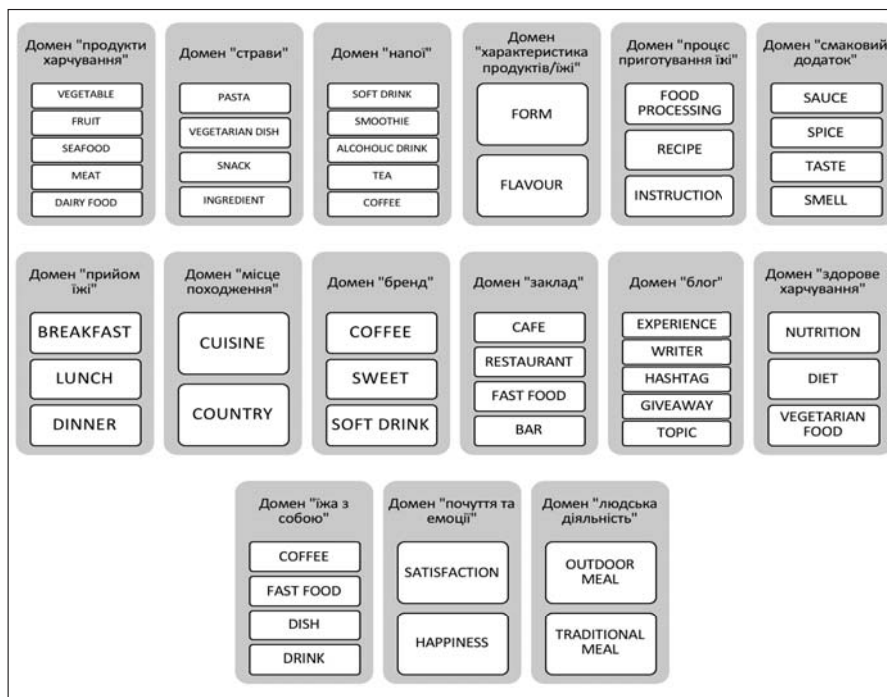 Домен "продукти
харчування"
VEGETABLE
FRUIT
SEAFOOD
MEAT
DAIRY FOOD
Домен "страви"
PASTA
VEGETARIAN DISH
SNACK
INGREDIENT
Домен "напої"
SOFT DRINK
SMOOTHIE
ALCOHOLIC DRINK
TEA
COFFEE
Домен
"характеристика
продуктів/їжі"
FORM
FLAVOUR
Домен "процес
приготування їжі"
FOOD
PROCESSING
RECIPE
INSTRUCTION
Домен "смаковий
додаток"
SAUCE
SPICE
TASTE
SMELL
Домен "прийом
їжі"
BREAKFAST
LUNCH
DINNER
Домен "місце
походження"
CUISINE
COUNTRY
Домен "бренд"
COFFEE
SWEET
SOFT DRINK
Домен "заклад"
CAFE
RESTAURANT
FAST FOOD
BAR
Домен "блог"
EXPERIENCE
WRITER
HASHTAG
GIVEAWAY
TOPIC
Домен "здорове
харчування"
NUTRITION
DIET
VEGETARIAN
FOOD
Домен "їжа з
собою"
COFFEE
FAST FOOD
DISH
DRINK
Домен "почуття та
емоції"
SATISFACTION
HAPPINESS
Домен "людська
діяльність"
OUTDOOR
MEAL
TRADITIONAL
MEAL